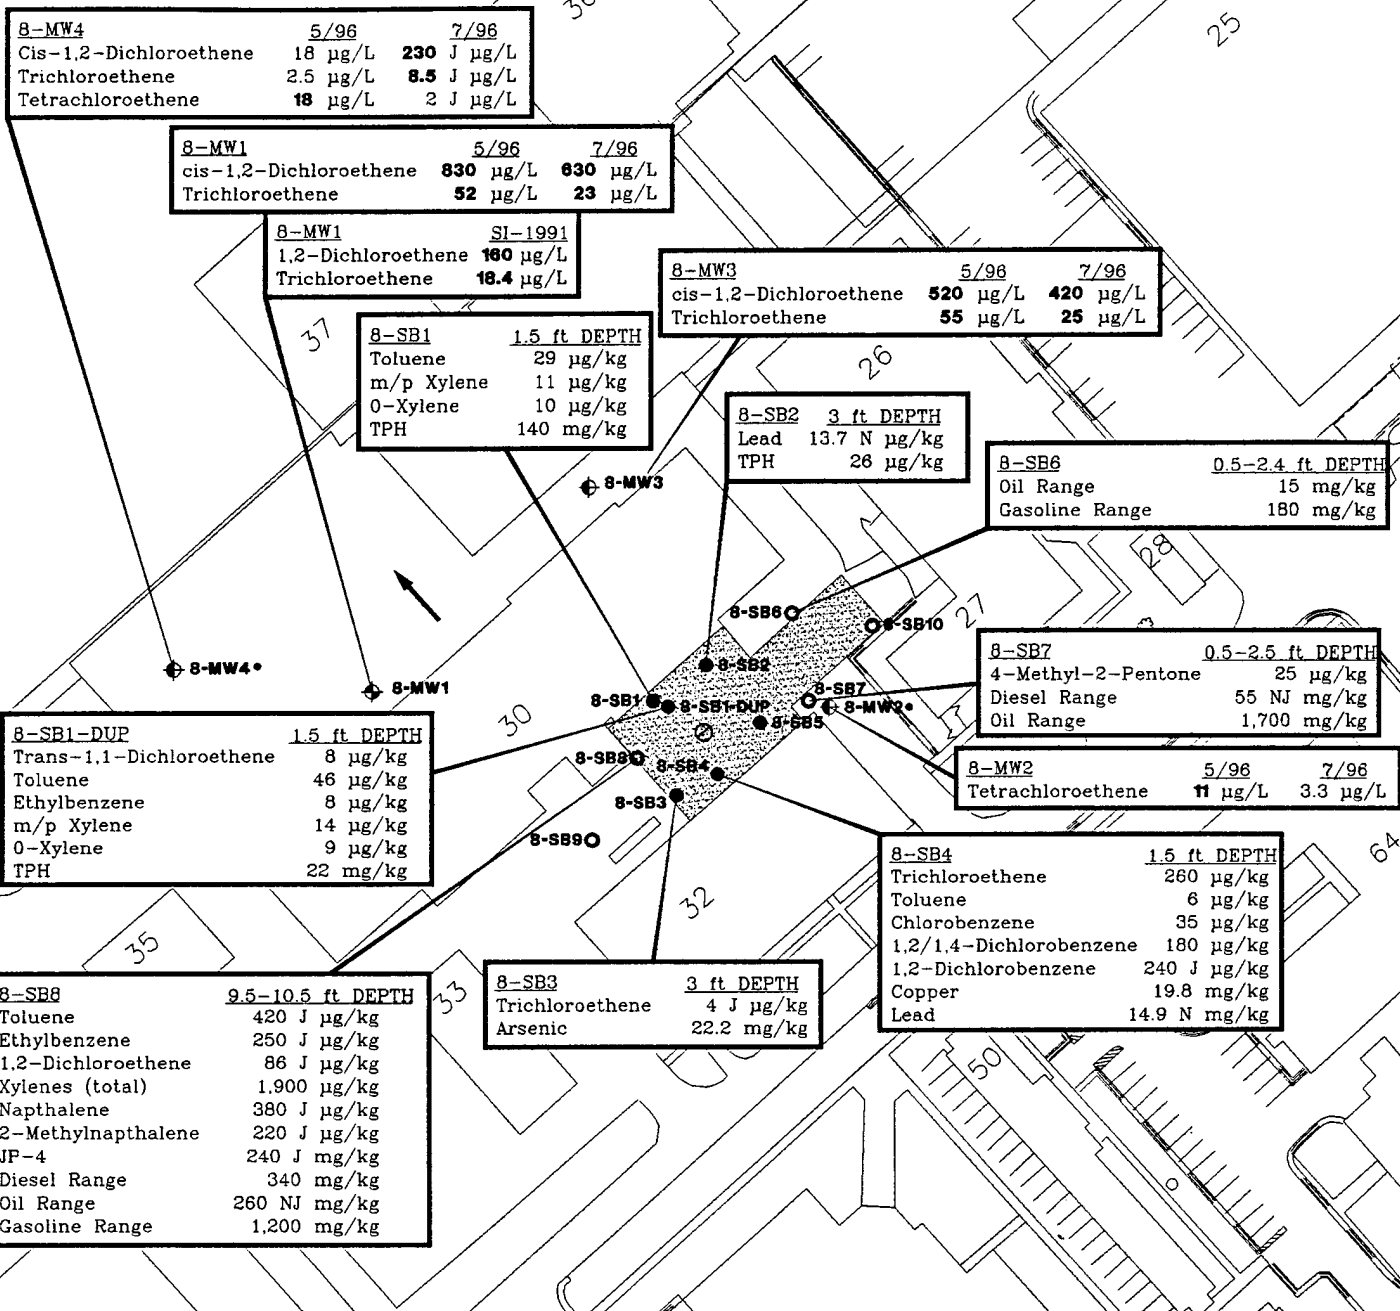 36
25
8-MW4 5/96 7/96
Cis-1,2-Dichloroethene 18 µg/L 230 J µg/L
Trichloroethene 2.5 µg/L 8.5 J µg/L
Tetrachloroethene 18 µg/L 2 J µg/L
8-MW1 5/96 7/96
cis-1,2-Dichloroethene 830 µg/L 630 µg/L
Trichloroethene 52 µg/L 23 µg/L
8-MW1 SI-1991
1,2-Dichloroethene 160 µg/L
Trichloroethene 18.4 µg/L
8-MW3 5/96 7/96
cis-1,2-Dichloroethene 520 µg/L 420 µg/L
Trichloroethene 55 µg/L 25 µg/L
37
26
8-SB1 1.5 ft DEPTH
Toluene 29 µg/kg
m/p Xylene 11 µg/kg
0-Xylene 10 µg/kg
TPH 140 mg/kg
8-SB2 3 ft DEPTH
Lead 13.7 N µg/kg
TPH 26 µg/kg
8-SB6 0.5-2.4 ft DEPTH
Oil Range 15 mg/kg
Gasoline Range 180 mg/kg
8-MW3
28
27
8-SB6
8-SB10
8-SB2
8-MW4•
8-MW1
30
8-SB1
8-SB1-DUP
8-SB7
8-MW2•
8-SB5
8-SB8
8-SB4
8-SB3
8-SB9
8-SB7 0.5-2.5 ft DEPTH
4-Methyl-2-Pentone 25 µg/kg
Diesel Range 55 NJ mg/kg
Oil Range 1,700 mg/kg
8-MW2 5/96 7/96
Tetrachloroethene 11 µg/L 3.3 µg/L
8-SB1-DUP 1.5 ft DEPTH
Trans-1,1-Dichloroethene 8 µg/kg
Toluene 46 µg/kg
Ethylbenzene 8 µg/kg
m/p Xylene 14 µg/kg
0-Xylene 9 µg/kg
TPH 22 mg/kg
64
32
35
33
50
8-SB4 1.5 ft DEPTH
Trichloroethene 260 µg/kg
Toluene 6 µg/kg
Chlorobenzene 35 µg/kg
1,2/1,4-Dichlorobenzene 180 µg/kg
1,2-Dichlorobenzene 240 J µg/kg
Copper 19.8 mg/kg
Lead 14.9 N mg/kg
8-SB3 3 ft DEPTH
Trichloroethene 4 J µg/kg
Arsenic 22.2 mg/kg
8-SB8 9.5-10.5 ft DEPTH
Toluene 420 J µg/kg
Ethylbenzene 250 J µg/kg
1,2-Dichloroethene 86 J µg/kg
Xylenes (total) 1,900 µg/kg
Napthalene 380 J µg/kg
2-Methylnapthalene 220 J µg/kg
JP-4 240 J mg/kg
Diesel Range 340 mg/kg
Oil Range 260 NJ mg/kg
Gasoline Range 1,200 mg/kg